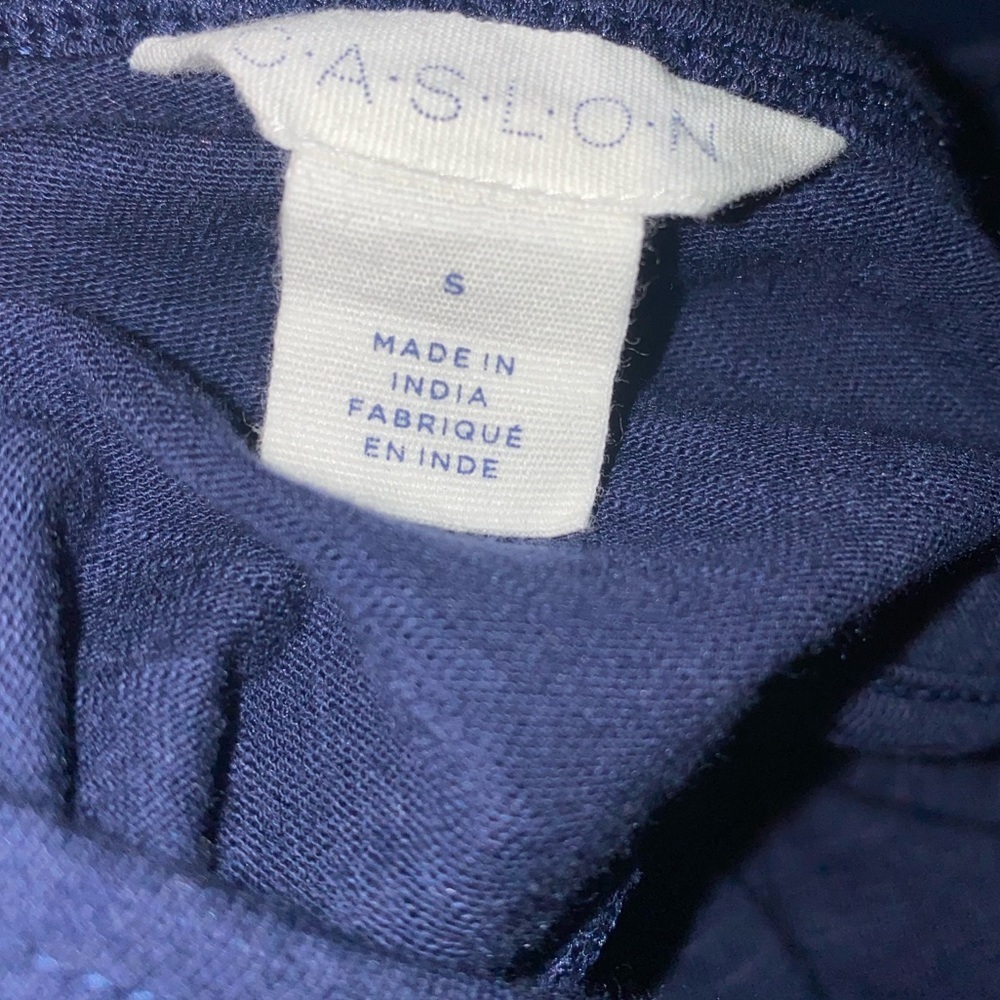 C·A·S·L·O·N
S
MADE IN
INDIA
FABRIQUÉ
EN INDE